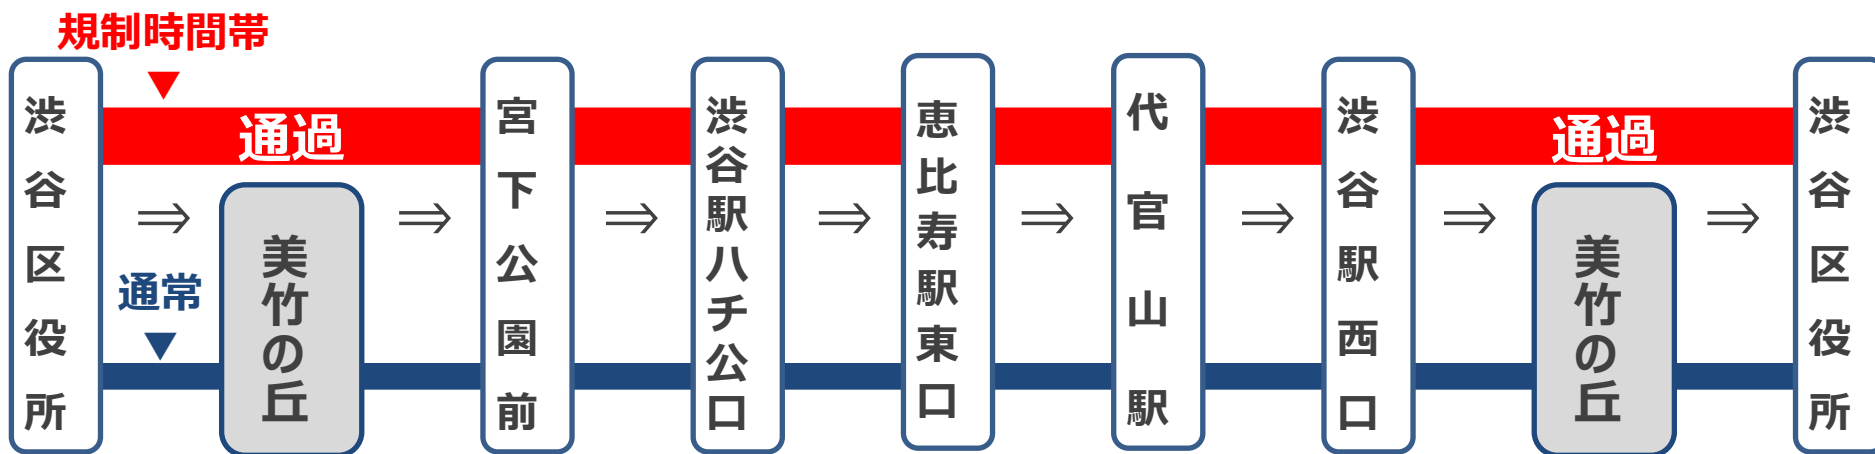 規制時間帯
▼
渋谷区役所
通過
⇒
美竹の丘
通常
▼
⇒
宮下公園前
⇒
渋谷駅ハチ公口
⇒
恵比寿駅東口
⇒
代官山駅
⇒
渋谷駅西口
⇒
通過
美竹の丘
⇒
渋谷区役所